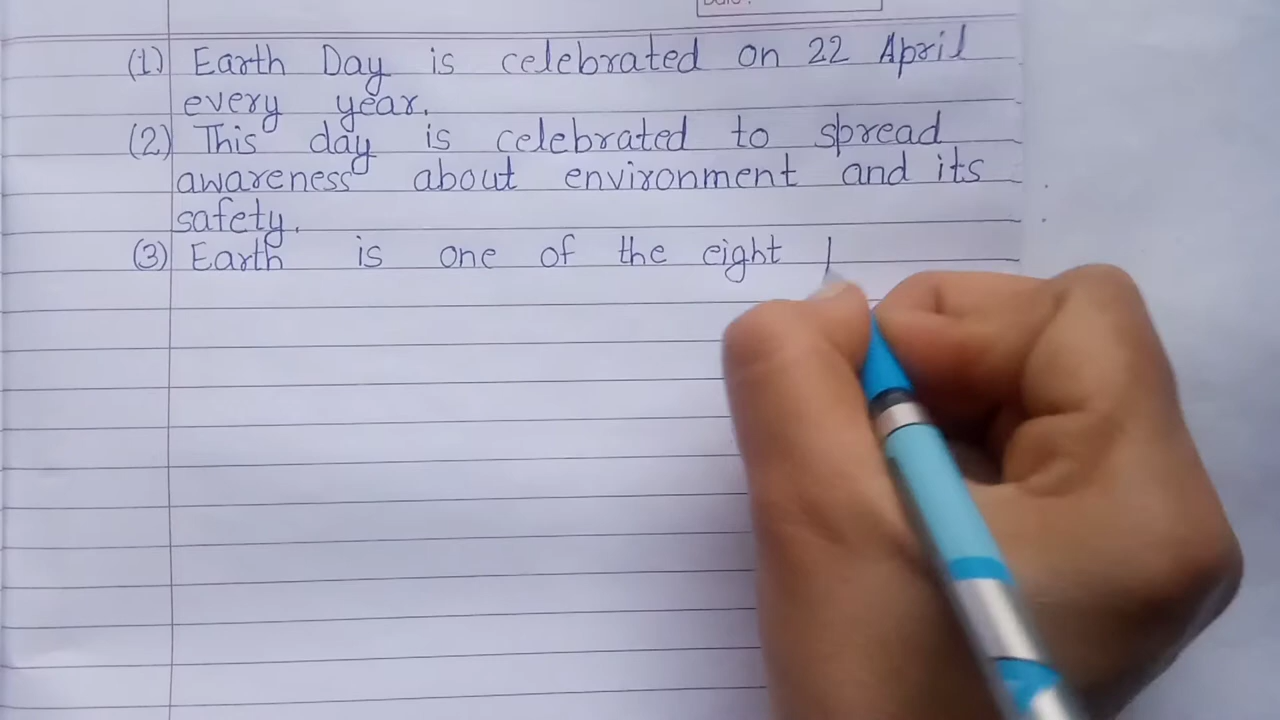 (1) Earth Day is celebrated on 22 April
every year.
(2) This day is celebrated to spread
awareness about environment and its
safety.
(3) Earth is one of the eight